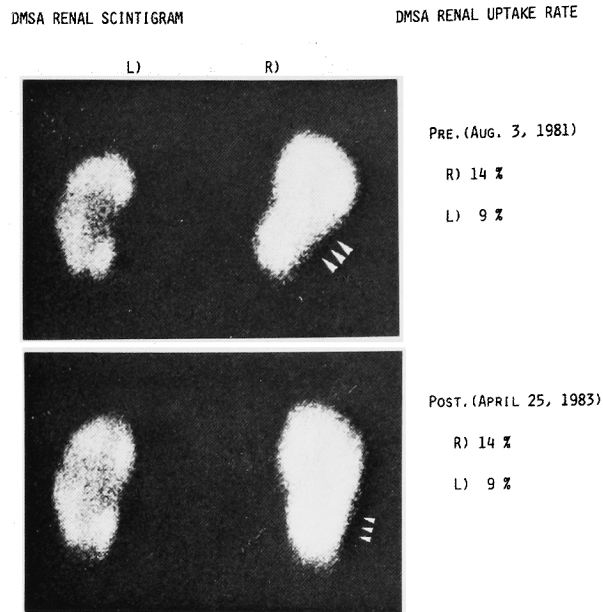 DMSA RENAL SCINTIGRAM
DMSA RENAL UPTAKE RATE
L) R)
PRE.(AUG. 3, 1981)
R) 14 %
L) 9 %
POST.(APRIL 25, 1983)
R) 14 %
L) 9 %